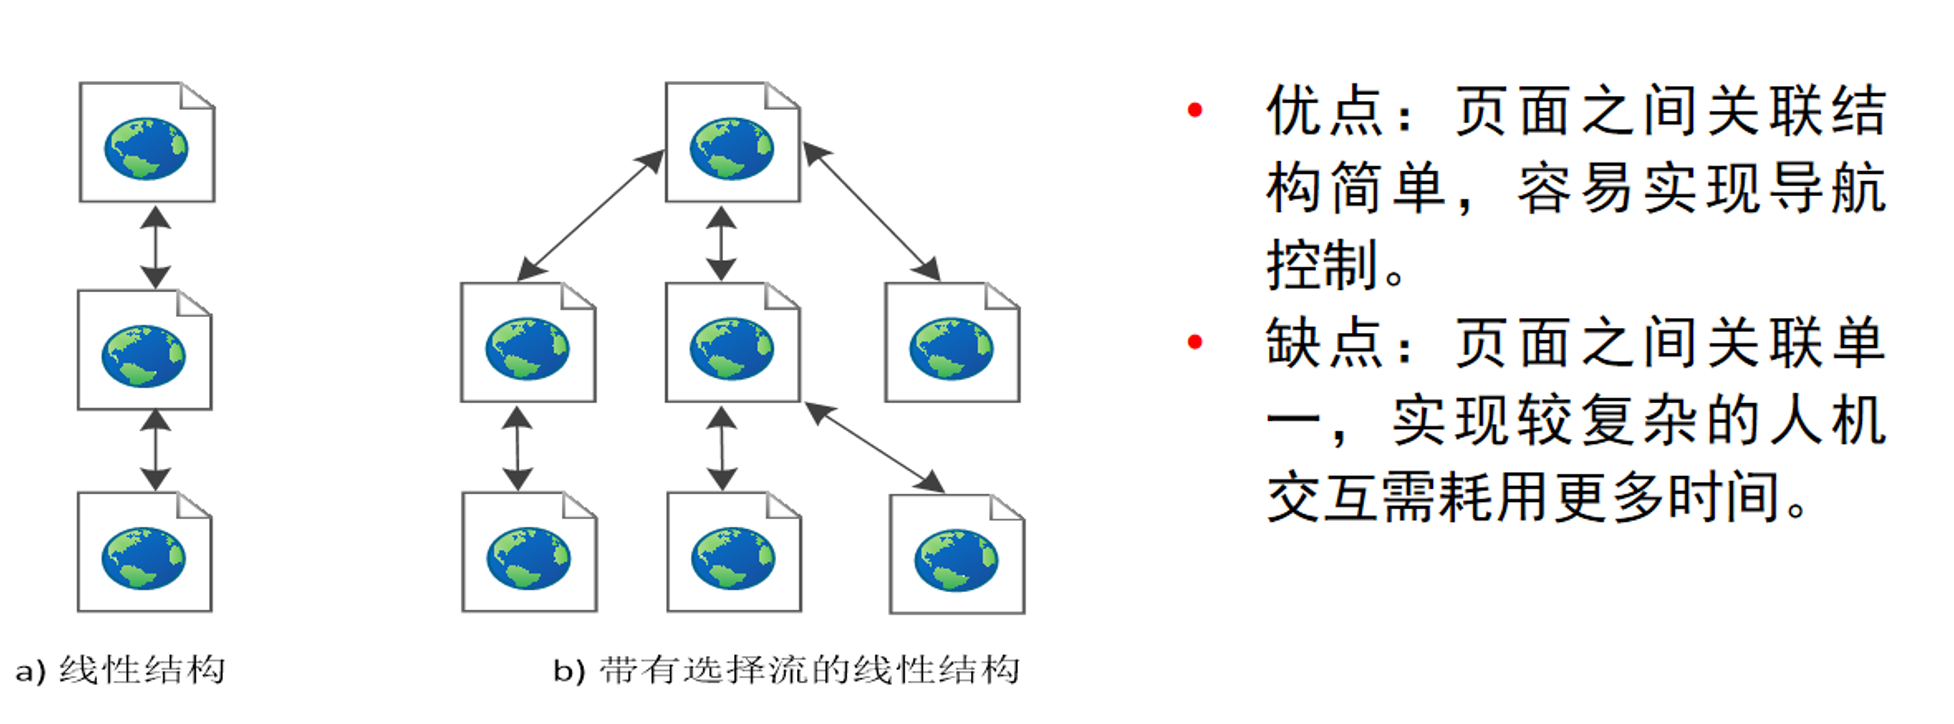 优点：页面之间关联结
构简单，容易实现导航
控制。
缺点：页面之间关联单
一，实现较复杂的人机
交互需耗用更多时间。
a) 线性结构
b) 带有选择流的线性结构